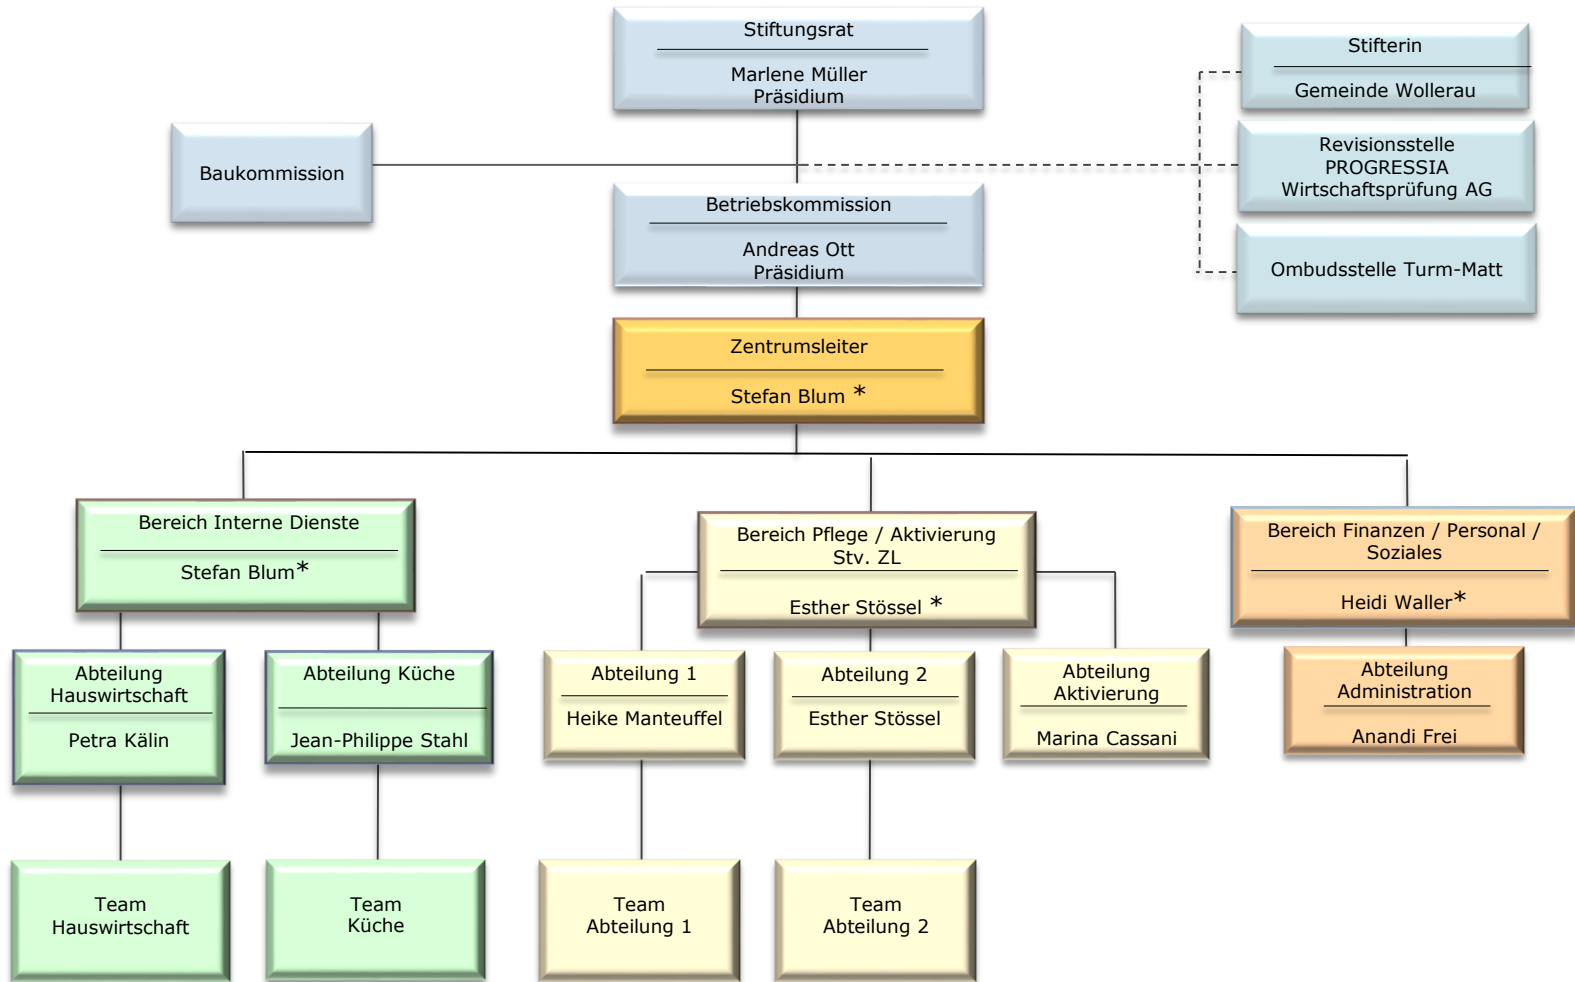 Stiftungsrat
Marlene Müller
Präsidium
Stifterin
Gemeinde Wollerau
Baukommission
Revisionsstelle
PROGRESSIA
Wirtschaftsprüfung AG
Betriebskommission
Andreas Ott
Präsidium
Ombudsstelle Turm-Matt
Zentrumsleiter
Stefan Blum *
Bereich Interne Dienste
Stefan Blum*
Bereich Pflege / Aktivierung
Stv. ZL
Esther Stössel *
Bereich Finanzen / Personal /
Soziales
Heidi Waller*
Abteilung
Hauswirtschaft
Petra Kälin
Abteilung Küche
Jean-Philippe Stahl
Abteilung 1
Heike Manteuffel
Abteilung 2
Esther Stössel
Abteilung
Aktivierung
Marina Cassani
Abteilung
Administration
Anandi Frei
Team
Hauswirtschaft
Team
Küche
Team
Abteilung 1
Team
Abteilung 2